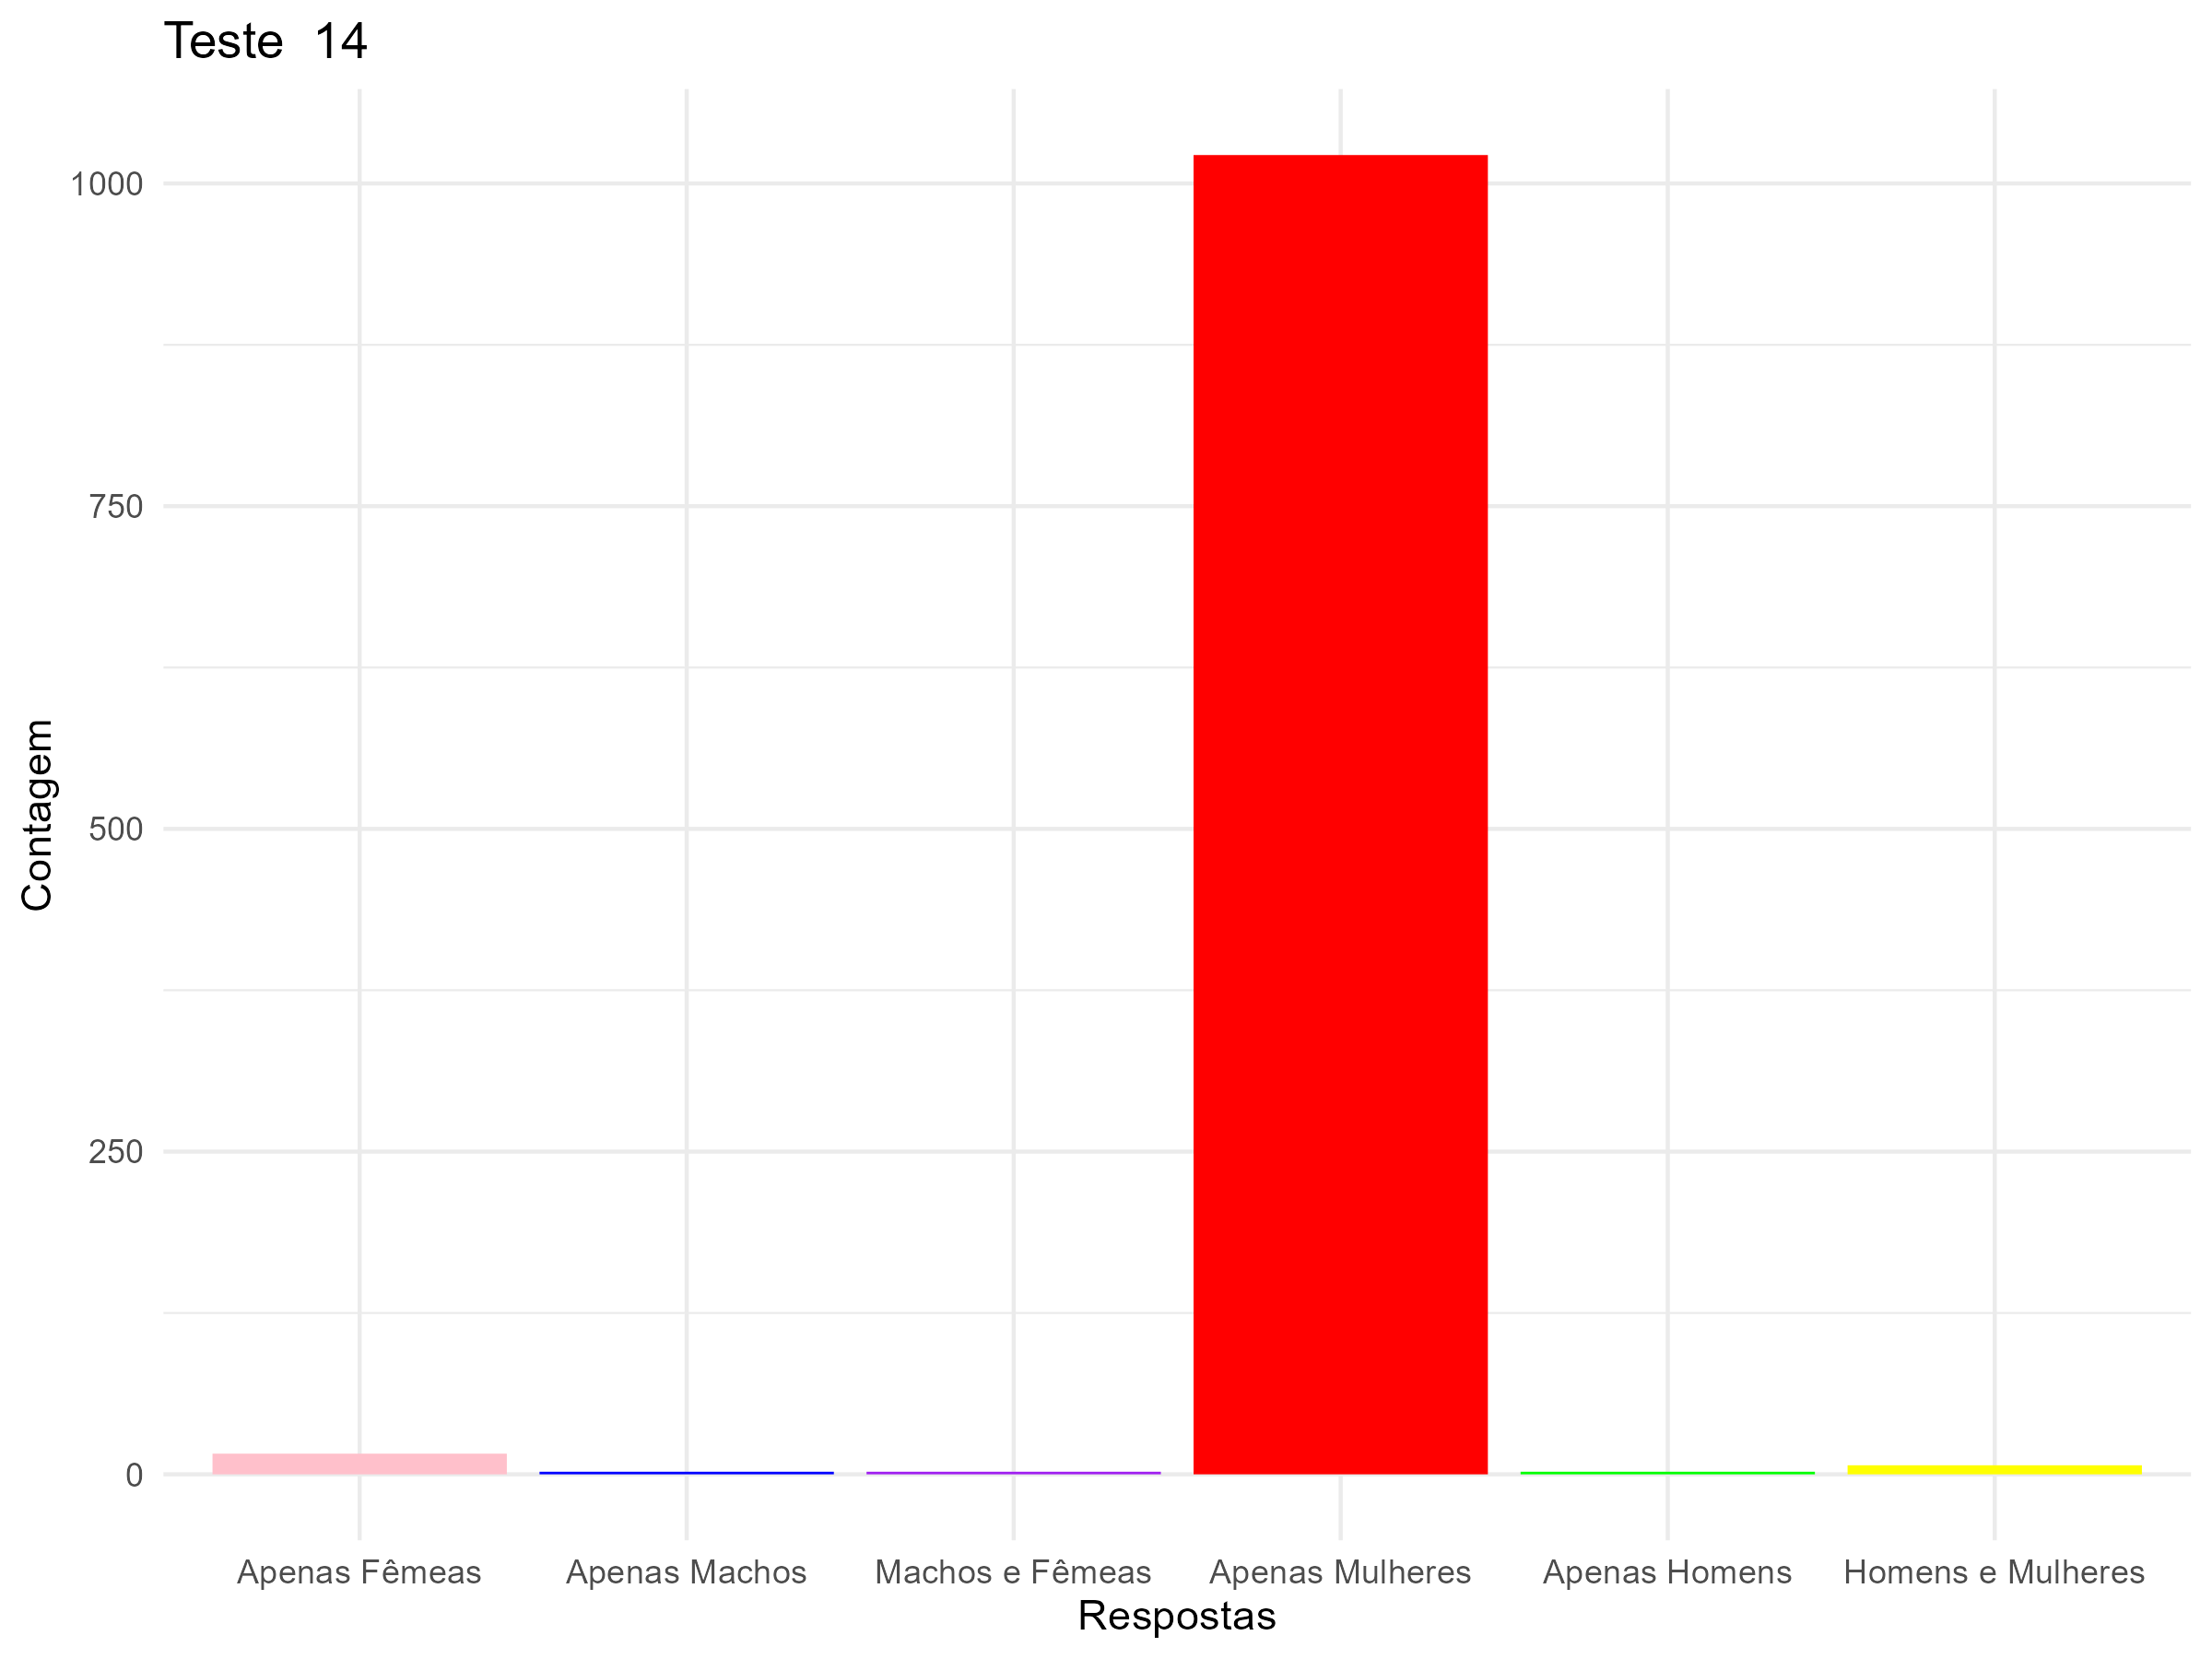 Teste  14
Contagem
1000
750
500
250
0
Apenas Fêmeas
Apenas Machos
Machos e Fêmeas
Apenas Mulheres
Apenas Homens
Homens e Mulheres
Respostas